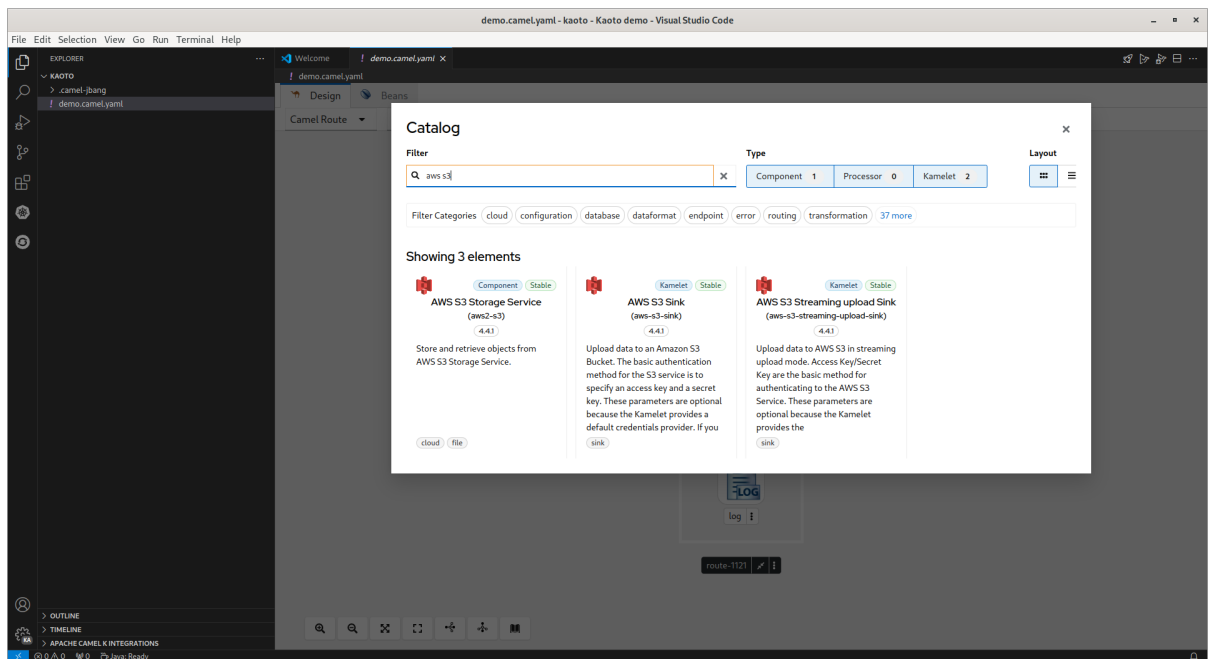 demo.camel.yaml - kaoto - Kaoto demo - Visual Studio Code
File Edit Selection View Go Run Terminal Help
EXPLORER
Welcome
! demo.camel.yaml
KAOTO
! demo.camel.yaml
.camel-jbang
Design
Beans
! demo.camel.yaml
Camel Route
Catalog
Filter
Type
Layout
aws s3
Component 1
Processor 0
Kamelet 2
Filter Categories cloud configuration database dataformat endpoint error routing transformation 37 more
Showing 3 elements
Component Stable
AWS S3 Storage Service
(aws2-s3)
4.4.1
Store and retrieve objects from
AWS S3 Storage Service.
cloud file
Kamelet Stable
AWS S3 Sink
(aws-s3-sink)
4.4.1
Upload data to an Amazon S3
Bucket. The basic authentication
method for the S3 service is to
specify an access key and a secret
key. These parameters are optional
because the Kamelet provides a
default credentials provider. If you
sink
Kamelet Stable
AWS S3 Streaming upload Sink
(aws-s3-streaming-upload-sink)
4.4.1
Upload data to AWS S3 in streaming
upload mode. Access Key/Secret
Key are the basic method for
authenticating to the AWS S3
Service. These parameters are
optional because the Kamelet
provides the
sink
LOG
log
route-1121
OUTLINE
TIMELINE
APACHE CAMEL K INTEGRATIONS
KA
0 0 0 Java: Ready